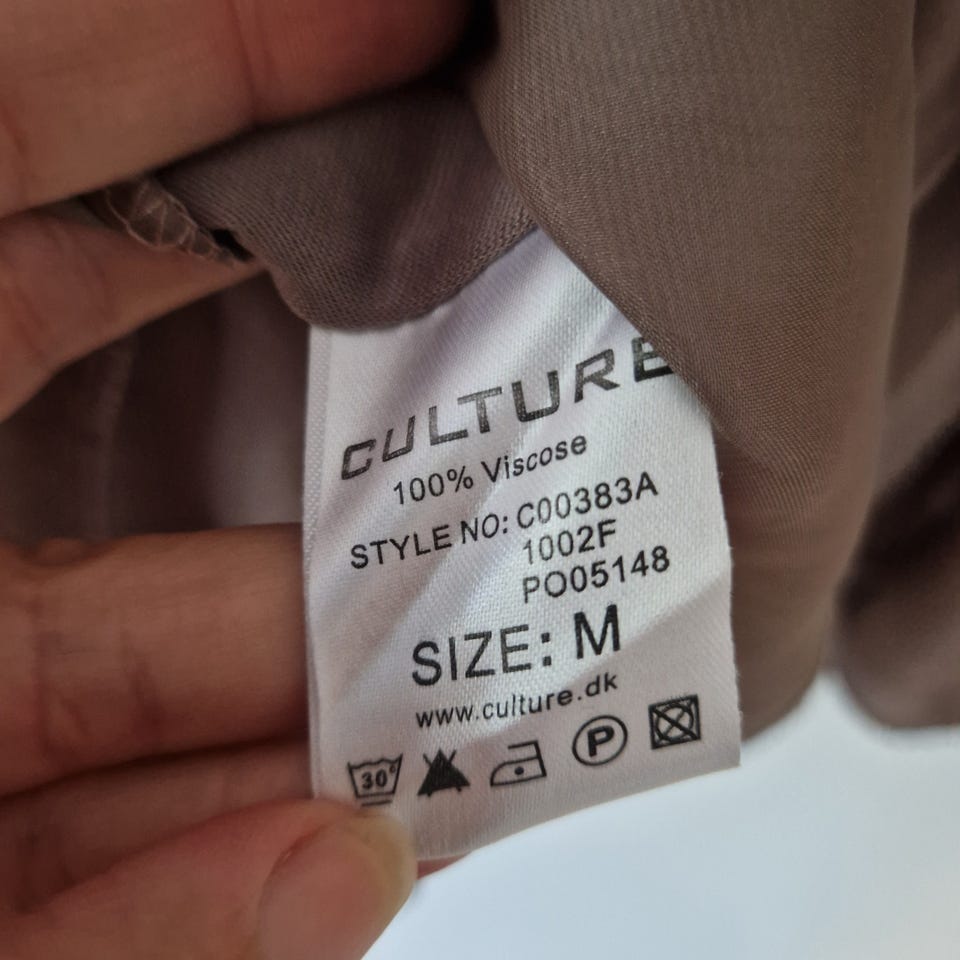 CULTURE
100% Viscose
STYLE NO: C00383A
1002F
PO05148
SIZE: M
www.culture.dk
30° P